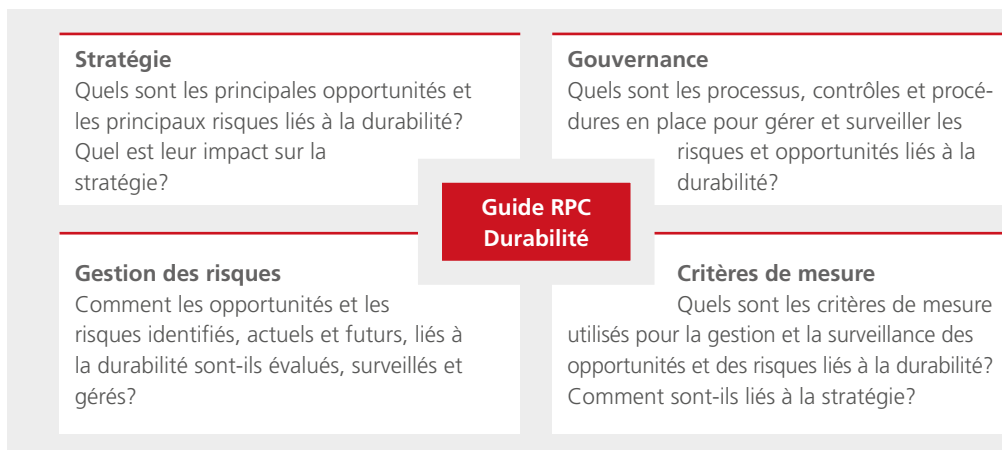 Stratégie
Quels sont les principales opportunités et
les principaux risques liés à la durabilité?
Quel est leur impact sur la
stratégie?
Gouvernance
Quels sont les processus, contrôles et procé-
dures en place pour gérer et surveiller les
risques et opportunités liés à la
durabilité?
Guide RPC
Durabilité
Gestion des risques
Comment les opportunités et les
risques identifiés, actuels et futurs, liés à
la durabilité sont-ils évalués, surveillés et
gérés?
Critères de mesure
Quels sont les critères de mesure
utilisés pour la gestion et la surveillance des
opportunités et des risques liés à la durabilité?
Comment sont-ils liés à la stratégie?